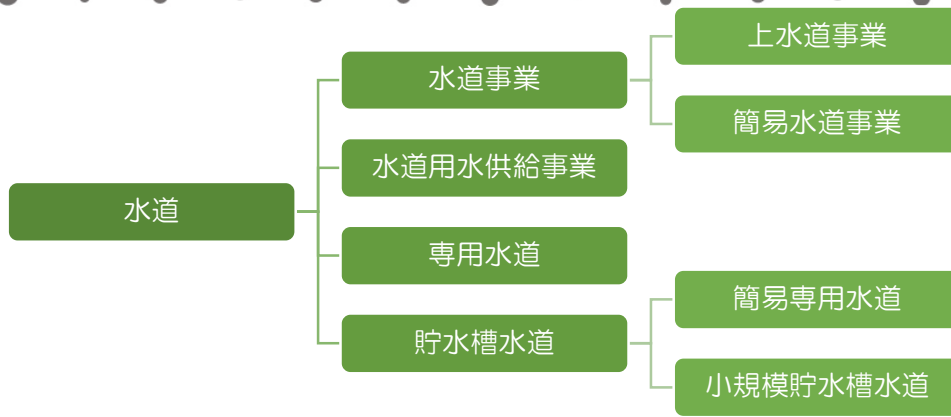 水道
水道事業
上水道事業
簡易水道事業
水道用水供給事業
専用水道
貯水槽水道
簡易専用水道
小規模貯水槽水道